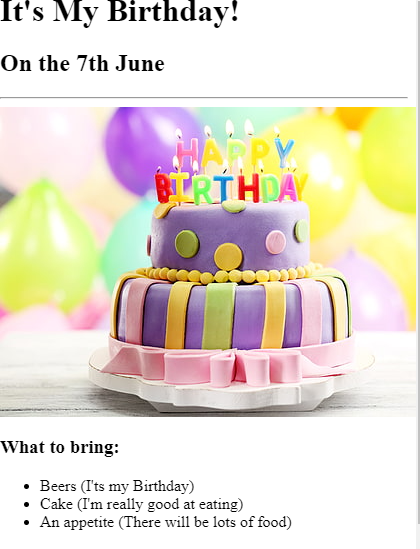 It's My Birthday!
On the 7th June
HAPPY
BIRTHDAY
What to bring:
Beers (I'ts my Birthday)
Cake (I'm really good at eating)
An appetite (There will be lots of food)